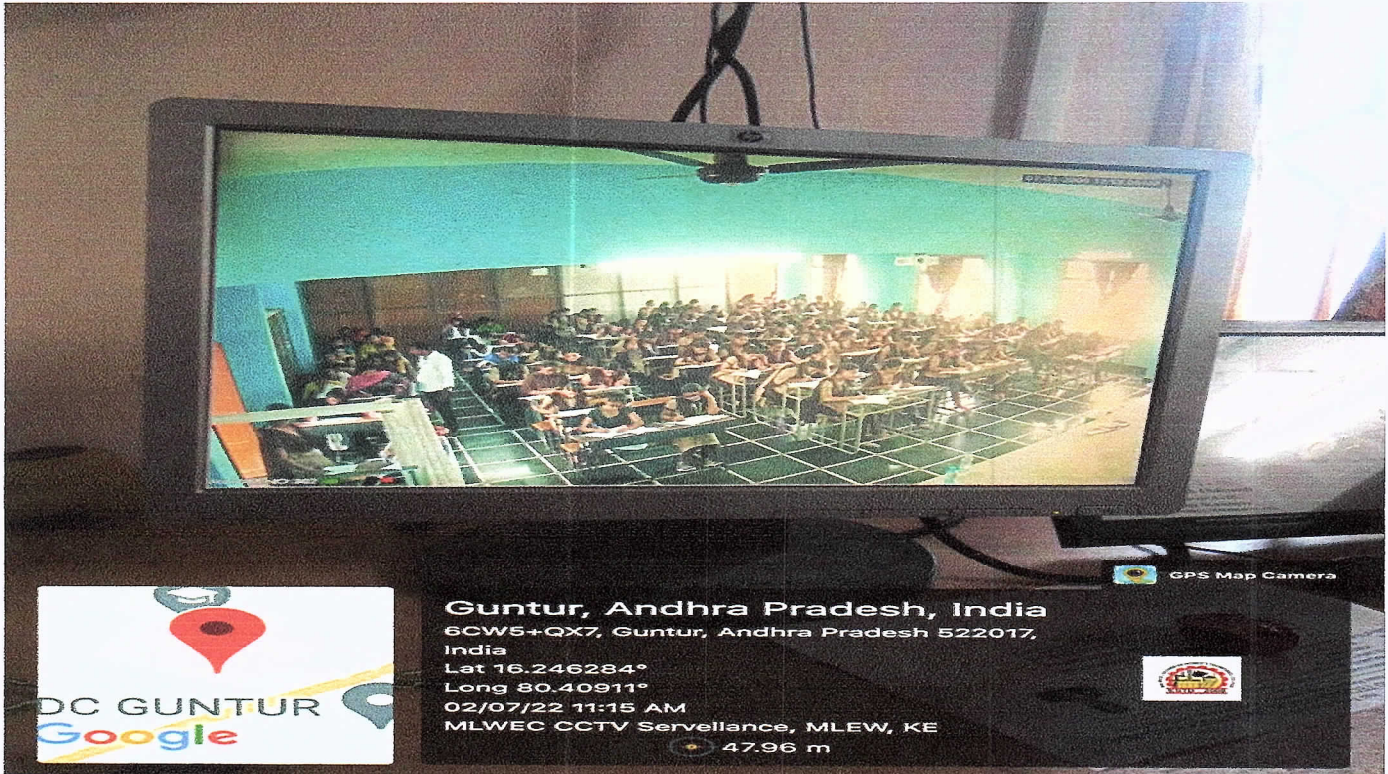 GPS Map Camera
Guntur, Andhra Pradesh, India
6CW5+QX7, Guntur, Andhra Pradesh 522017,
India
Lat 16.246284°
Long 80.40911°
02/07/22 11:15 AM
MLWEC CCTV Servellance, MLEW, KE
47.96 m
DC GUNTUR
Google